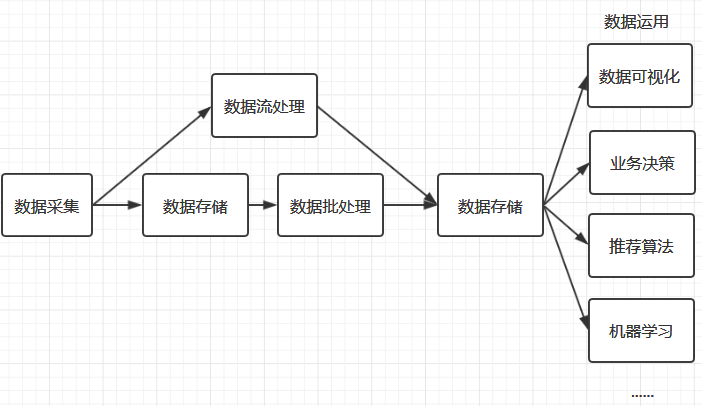 数据运用
数据可视化
数据流处理
业务决策
数据采集
数据存储
数据批处理
数据存储
推荐算法
机器学习
......